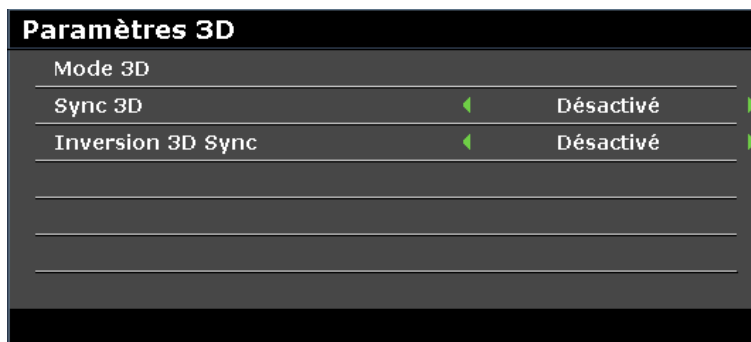 Paramètres 3D
Mode 3D
Sync 3D Désactivé
Inversion 3D Sync Désactivé